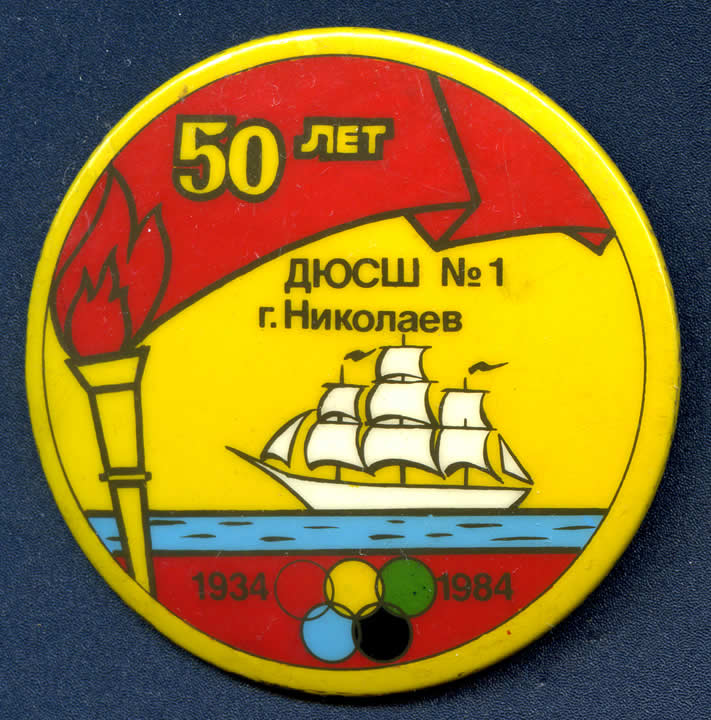 50 ЛЕТ
ДЮСШ №1
г. Николаев
1934 1984